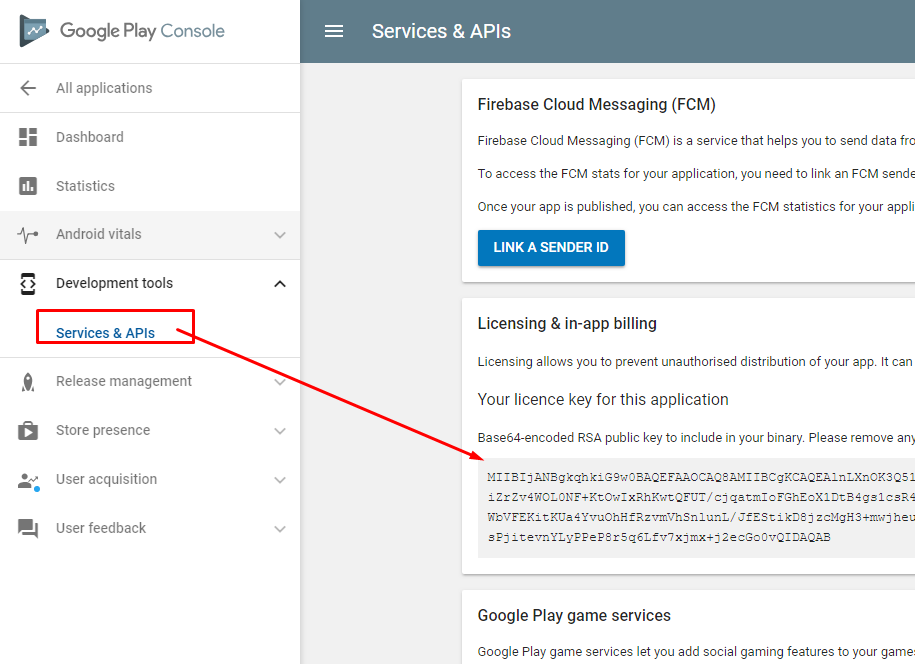 Google Play Console
Services & APIs
All applications
Dashboard
Statistics
Android vitals
Development tools
Services & APIs
Release management
Store presence
User acquisition
User feedback
Firebase Cloud Messaging (FCM)
Firebase Cloud Messaging (FCM) is a service that helps you to send data fro
To access the FCM stats for your application, you need to link an FCM sende
Once your app is published, you can access the FCM statistics for your appli
LINK A SENDER ID
Licensing & in-app billing
Licensing allows you to prevent unauthorised distribution of your app. It can
Your licence key for this application
Base64-encoded RSA public key to include in your binary. Please remove any
MIIBIjANBgkqhkiG9w0BAQEFAAOCAQ8AMIIBCgKCAQEAlnLXnOK3Q51
iZrZv4WOL0NF+KtOwIxRhKwtQFUT/cjqatmIoFGhEoXlDtB4gs1csR4
WbVFEKitKUa4YvuOhHfRzvmVhSnlunL/JfEStikD8jzcMgH3+mwjheu
sPjitevnYLyPPeP8r5q6Lfv7xjmx+j2ecGo0vQIDAQAB
Google Play game services
Google Play game services let you add social gaming features to your games